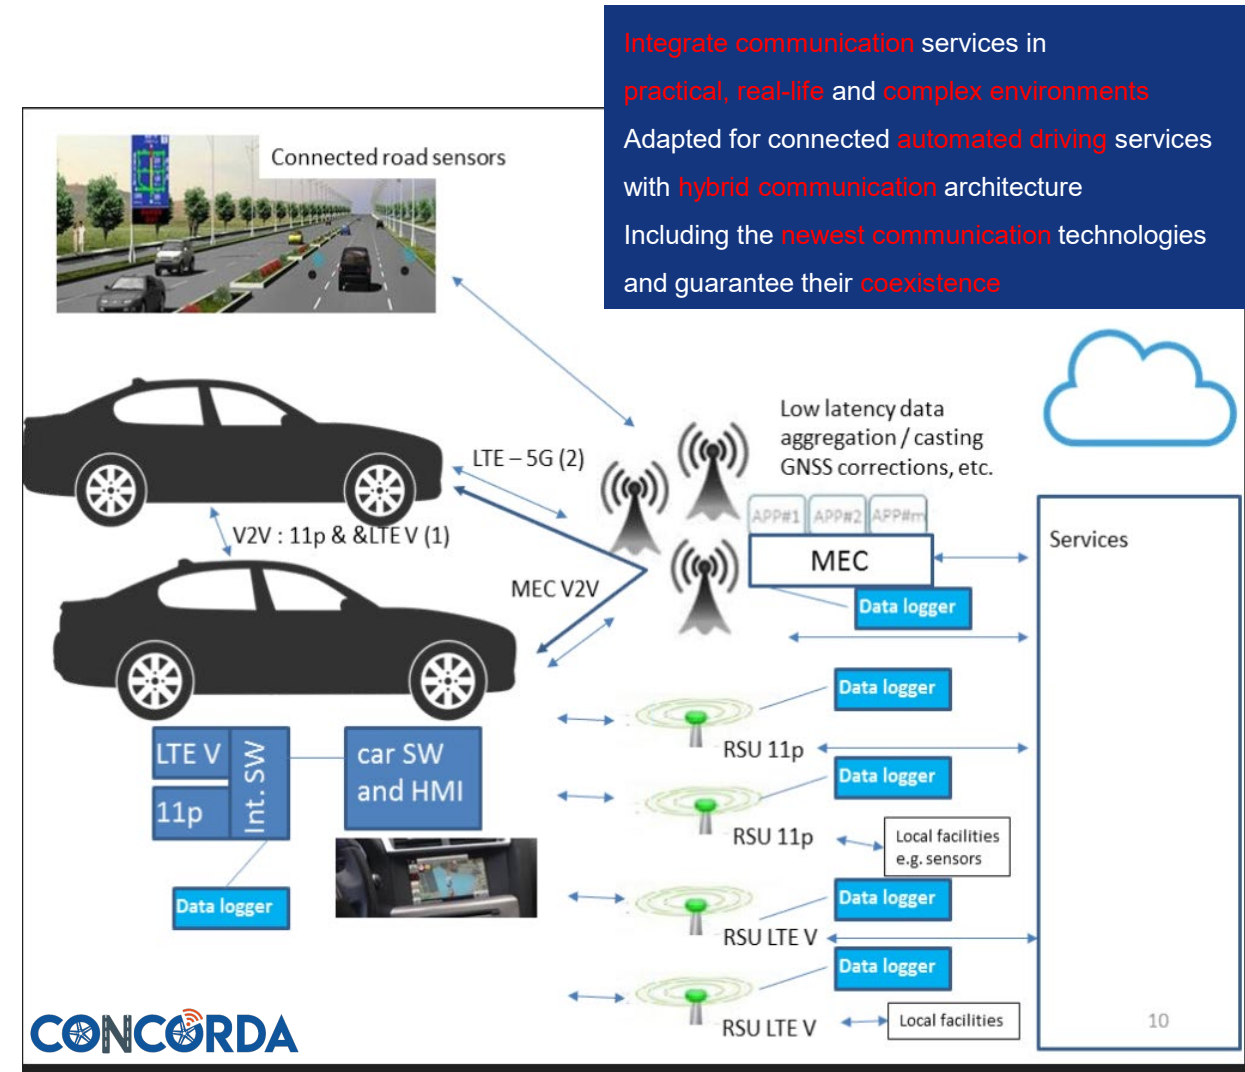 Integrate communication services in
practical, real-life and complex environments
Adapted for connected automated driving services
with hybrid communication architecture
Including the newest communication technologies
and guarantee their coexistence
Connected road sensors
Low latency data
aggregation / casting
GNSS corrections, etc.
LTE – 5G (2)
APP#1
APP#2
APP#m
V2V : 11p & &LTE V (1)
MEC
Services
MEC V2V
Data logger
Data logger
RSU 11p
LTE V
Int. SW
car SW
and HMI
11p
Data logger
RSU 11p
Local facilities
e.g. sensors
Data logger
Data logger
RSU LTE V
Data logger
RSU LTE V
Local facilities
10
CONCORDA